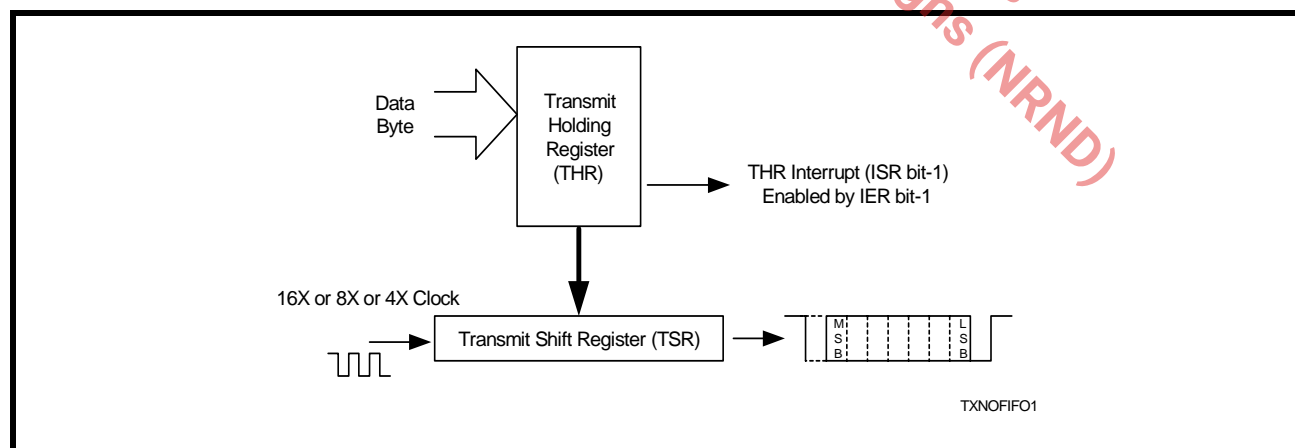 gns (NRND)
Data
Byte
Transmit
Holding
Register
(THR)
THR Interrupt (ISR bit-1)
Enabled by IER bit-1
16X or 8X or 4X Clock
Transmit Shift Register (TSR)
M
S
B
L
S
B
TXNOFIFO1